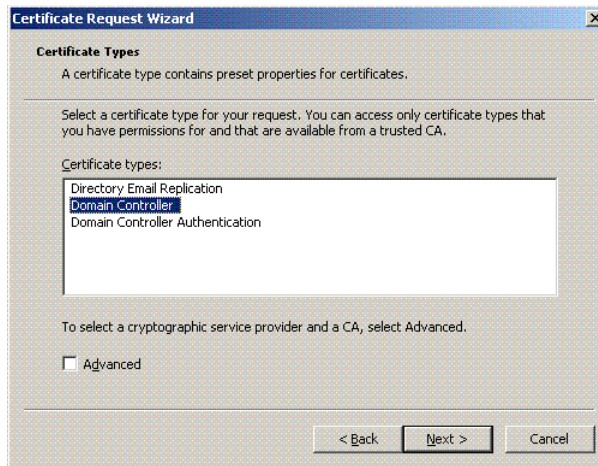 Certificate Request Wizard
Certificate Types
A certificate type contains preset properties for certificates.
Select a certificate type for your request. You can access only certificate types that
you have permissions for and that are available from a trusted CA.
Certificate types:
Directory Email Replication
Domain Controller
Domain Controller Authentication
To select a cryptographic service provider and a CA, select Advanced.
Advanced
< Back Next > Cancel